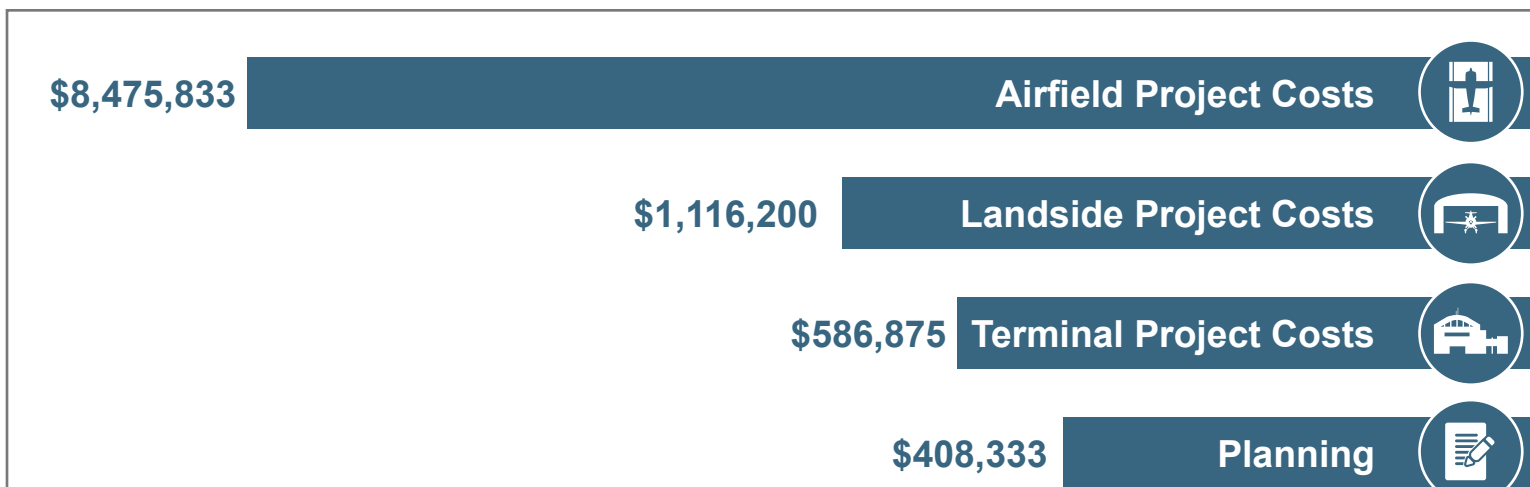 $8,475,833 Airfield Project Costs
$1,116,200 Landside Project Costs
$586,875 Terminal Project Costs
$408,333 Planning